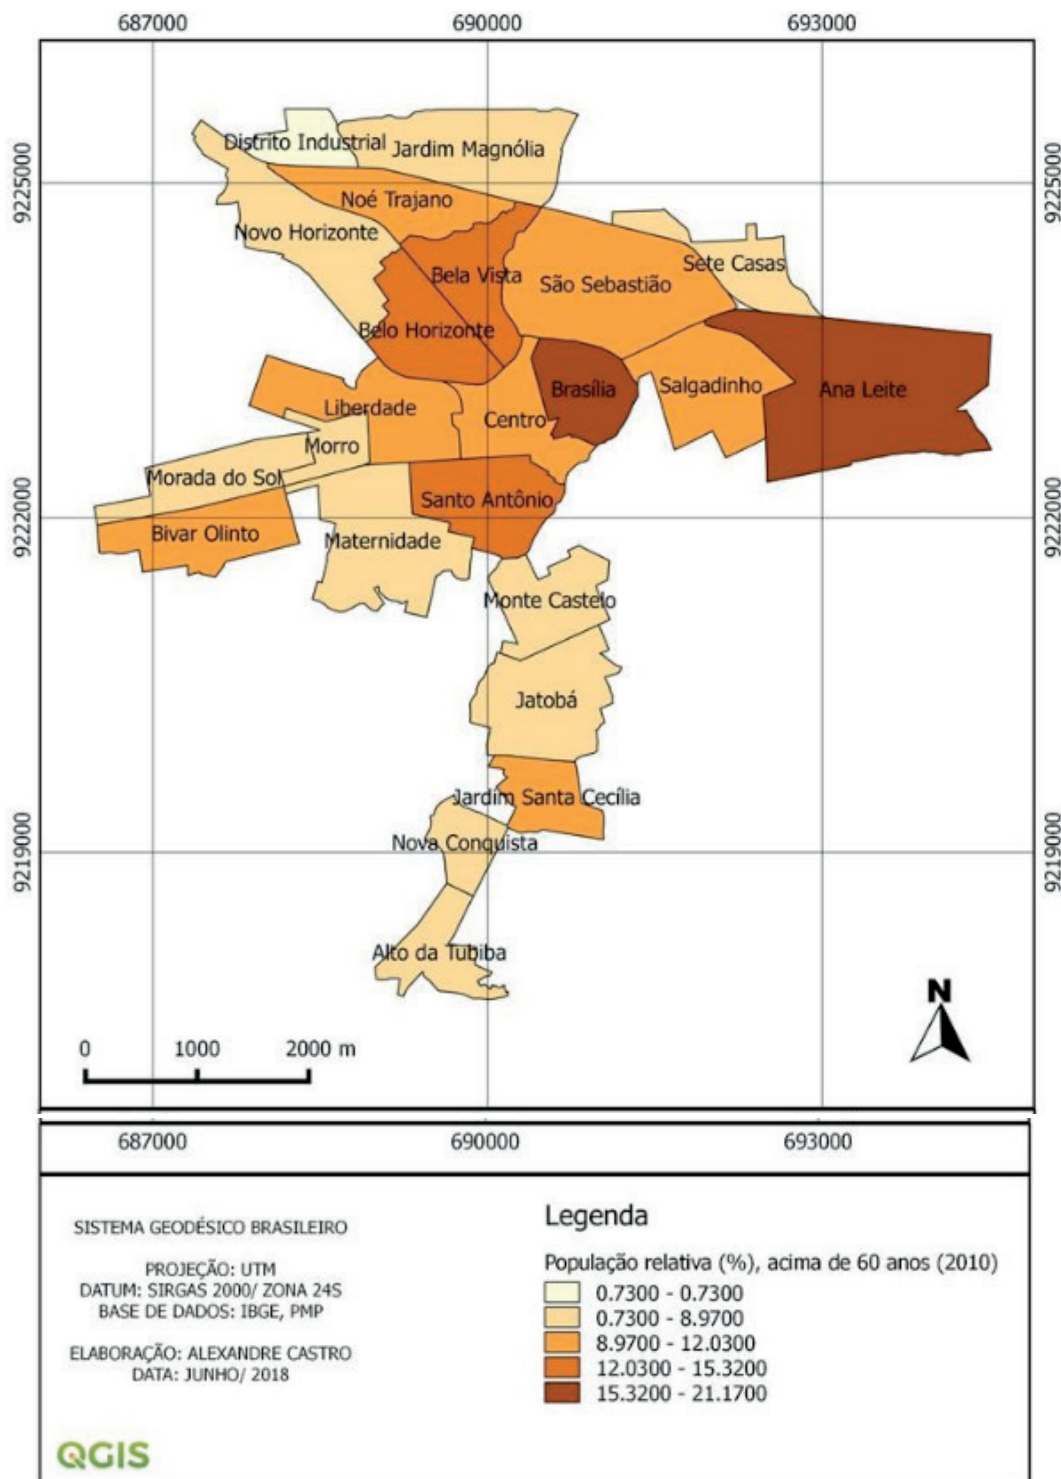 687000 690000 693000
Distrito Industrial
Jardim Magnólia
9225000
9225000
Noé Trajano
Novo Horizonte
Sete Casas
Bela Vista
São Sebastião
Belo Horizonte
Brasília
Salgadinho
Ana Leite
Liberdade
Centro
Morro
Morada do Sol
Santo Antônio
9222000
9222000
Bivar Olinto
Maternidade
Monte Castelo
Jatobá
Jardim Santa Cecília
Nova Conquista
9219000
9219000
Alto da Tubiba
N
0 1000 2000 m
687000 690000 693000
SISTEMA GEODÉSICO BRASILEIRO
PROJEÇÃO: UTM
DATUM: SIRGAS 2000/ ZONA 24S
BASE DE DADOS: IBGE, PMP
ELABORAÇÃO: ALEXANDRE CASTRO
DATA: JUNHO/ 2018
QGIS
Legenda
População relativa (%), acima de 60 anos (2010)
0.7300 - 0.7300
0.7300 - 8.9700
8.9700 - 12.0300
12.0300 - 15.3200
15.3200 - 21.1700